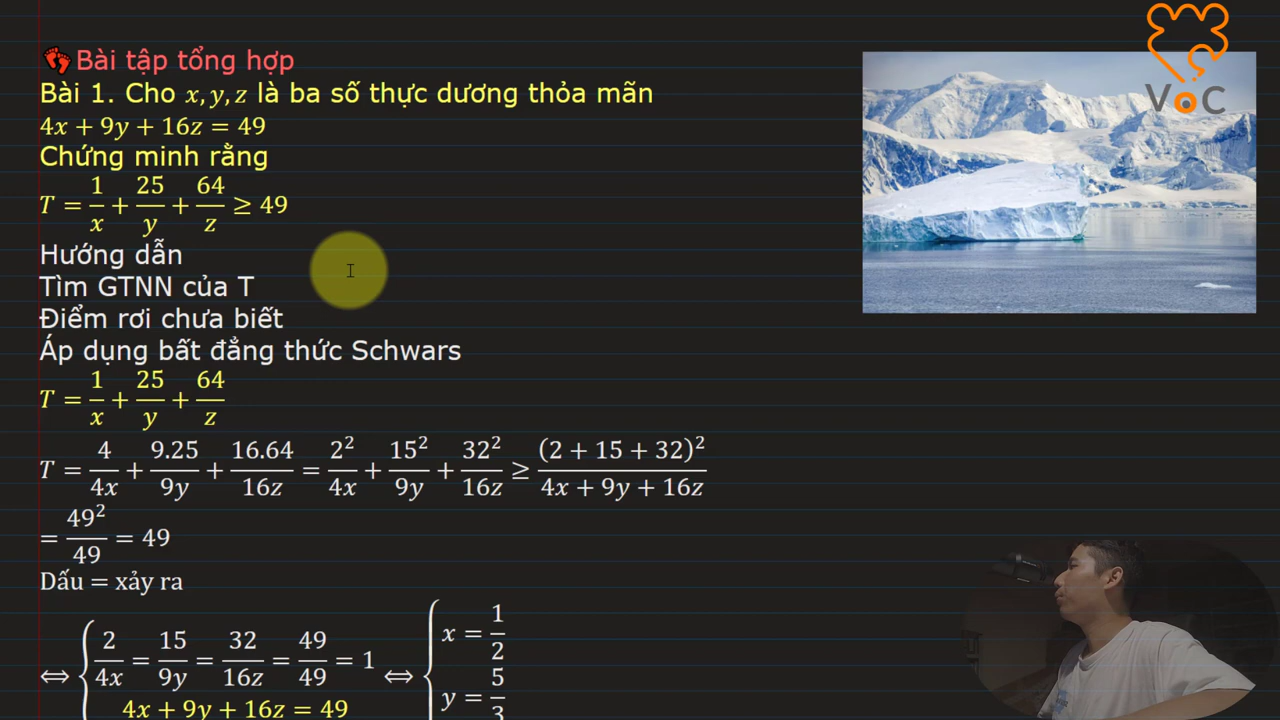 Bài tập tổng hợp
VOC
Bài 1. Cho x, y, z là ba số thực dương thỏa mãn
4x + 9y + 16z = 49
Chứng minh rằng
T = 1/x + 25/y + 64/z ≥ 49
Hướng dẫn
Tìm GTNN của T
Điểm rơi chưa biết
Áp dụng bất đẳng thức Schwars
T = 1/x + 25/y + 64/z
T = 4/4x + 9.25/9y + 16.64/16z = 2²/4x + 15²/9y + 32²/16z ≥ (2 + 15 + 32)²/4x + 9y + 16z
= 49²/49 = 49
Dấu = xảy ra
⇔ { 2/4x = 15/9y = 32/16z = 49/49 = 1 ⇔ { x = 1/2
4x + 9y + 16z = 49 y = 5/3